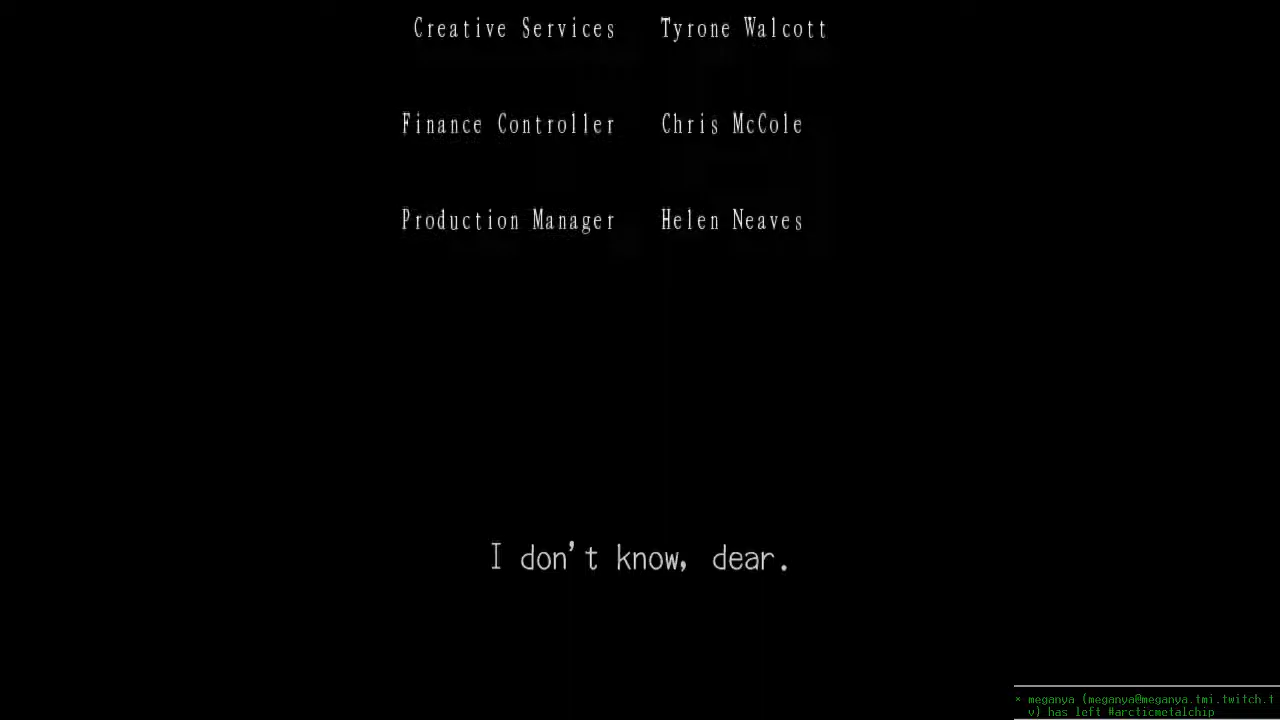 Creative Services Tyrone Walcott
Finance Controller Chris McCole
Production Manager Helen Neaves
I don't know, dear.
* meganya (meganya@meganya.tmi.twitch.t
v) has left #arcticmetalchip